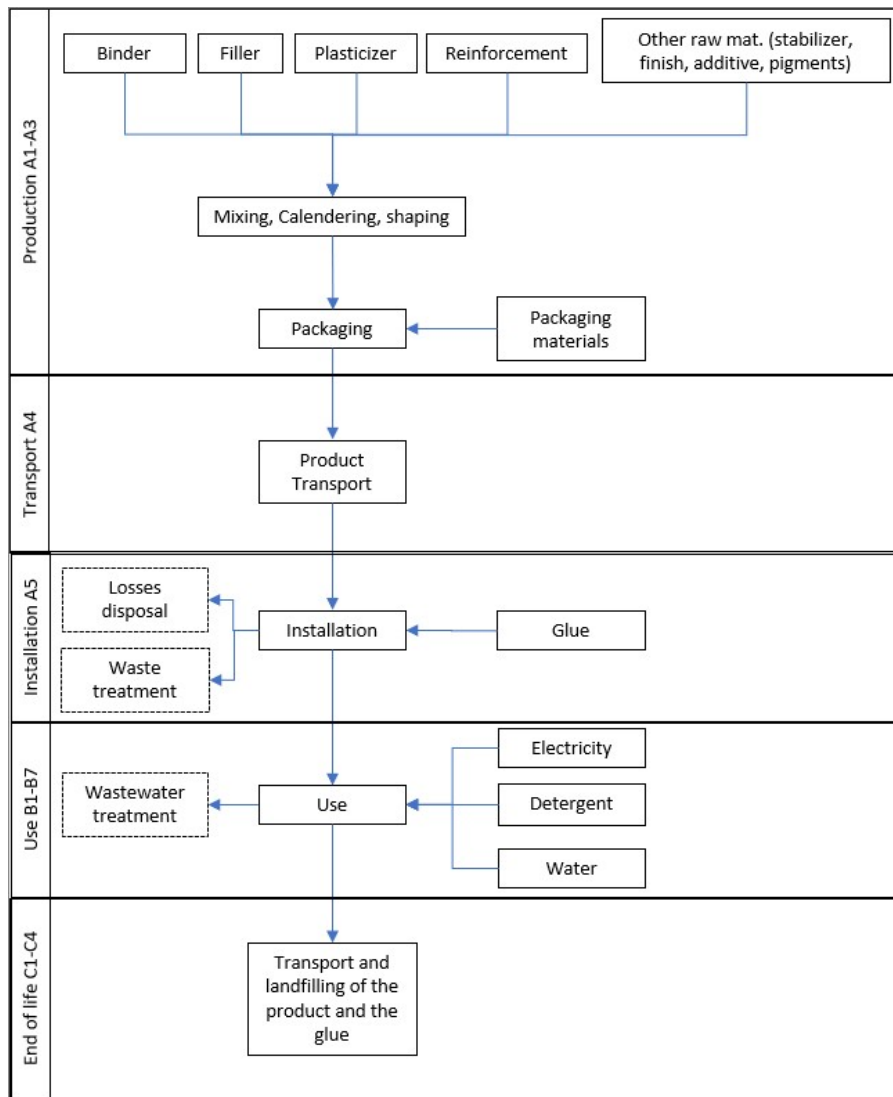 Production A1-A3
Binder
Filler
Plasticizer
Reinforcement
Other raw mat. (stabilizer,
finish, additive, pigments)
Mixing, Calendering, shaping
Packaging
Packaging
materials
Transport A4
Product
Transport
Installation A5
Losses
disposal
Waste
treatment
Installation
Glue
Use B1-B7
Wastewater
treatment
Use
Electricity
Detergent
Water
End of life C1-C4
Transport and
landfilling of the
product and the
glue